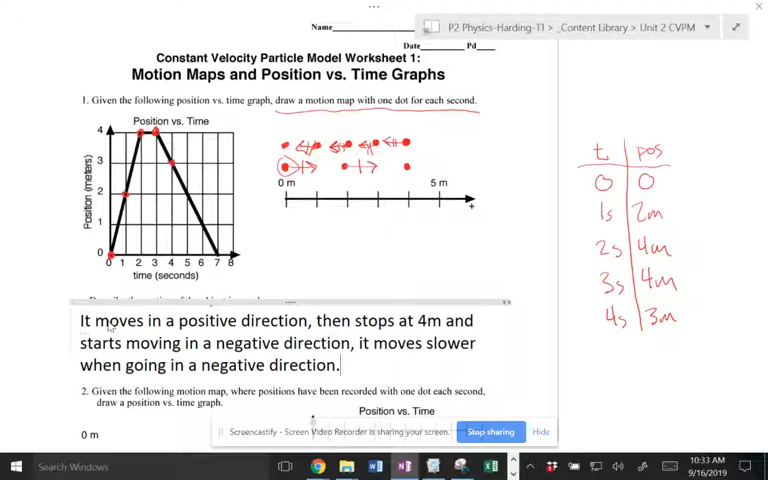 Name
P2 Physics-Harding-T1 > _Content Library > Unit 2 CVPM
Date Pd
Constant Velocity Particle Model Worksheet 1:
Motion Maps and Position vs. Time Graphs
1. Given the following position vs. time graph, draw a motion map with one dot for each second.
Position vs. Time
4
3
2
1
0
Position (meters)
0 1 2 3 4 5 6 7 8
time (seconds)
0 m 5 m
+
t pos
0 0
1s 2m
2s 4m
3s 4m
4s 3m
It moves in a positive direction, then stops at 4m and
starts moving in a negative direction, it moves slower
when going in a negative direction.
2. Given the following motion map, where positions have been recorded with one dot each second,
draw a position vs. time graph.
Position vs. Time
0 m
Screencastify - Screen Video Recorder is sharing your screen. Stop sharing Hide
Search Windows
10:33 AM
9/16/2019